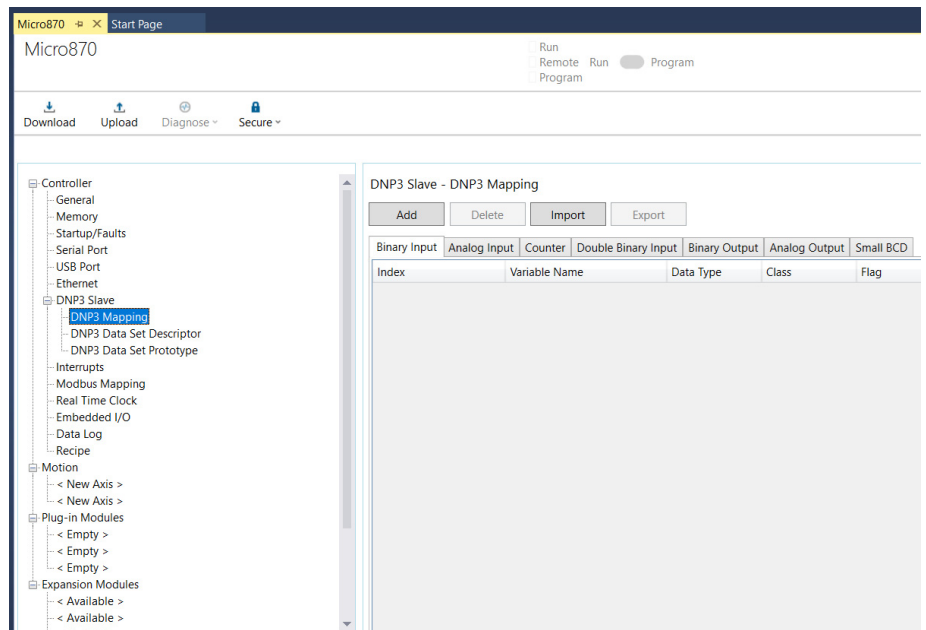 Micro870 Start Page
Micro870
Run
Remote Run Program
Program
Download Upload Diagnose Secure
Controller
General
Memory
Startup/Faults
Serial Port
USB Port
Ethernet
DNP3 Slave
DNP3 Mapping
DNP3 Data Set Descriptor
DNP3 Data Set Prototype
Interrupts
Modbus Mapping
Real Time Clock
Embedded I/O
Data Log
Recipe
Motion
< New Axis >
< New Axis >
Plug-in Modules
< Empty >
< Empty >
< Empty >
Expansion Modules
< Available >
< Available >
DNP3 Slave - DNP3 Mapping
Add Delete Import Export
Binary Input Analog Input Counter Double Binary Input Binary Output Analog Output Small BCD
Index Variable Name Data Type Class Flag